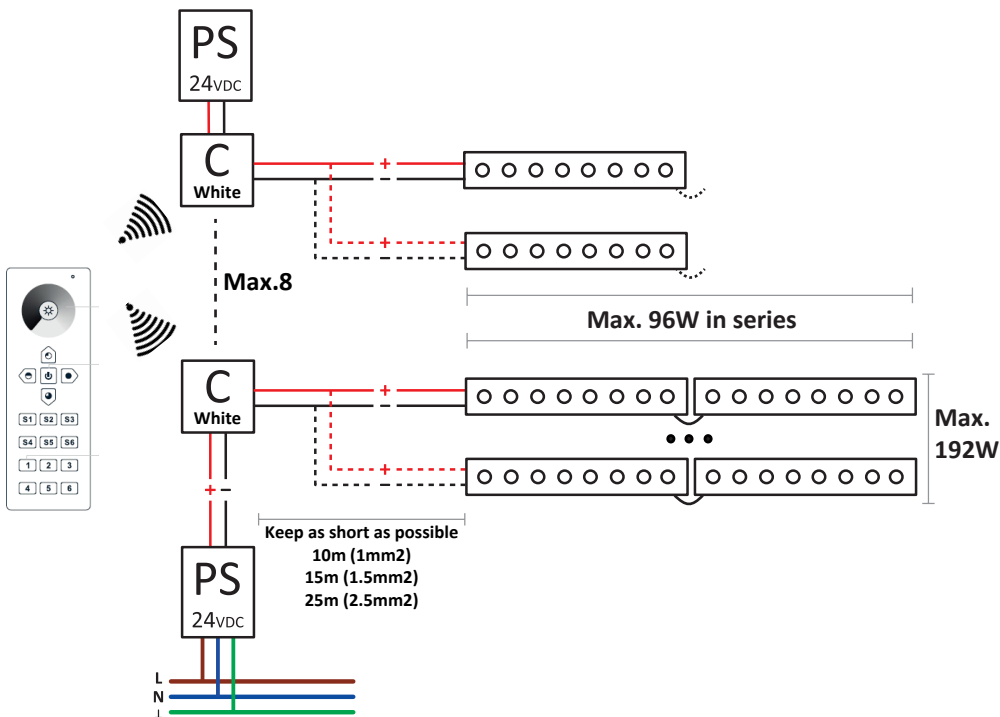 PS
24VDC
C
White
+
−
+
−
Max.8
Max. 96W in series
S1 S2 S3
S4 S5 S6
1 2 3
4 5 6
C
White
+
−
+
−
Max.
192W
+ −
Keep as short as possible
10m (1mm2)
15m (1.5mm2)
25m (2.5mm2)
PS
24VDC
L
N